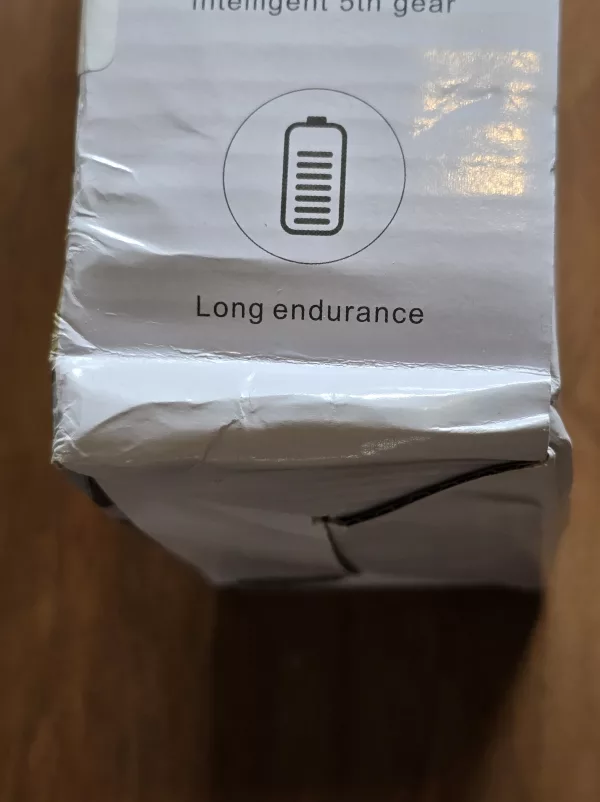 Intelligent 5th gear
Long endurance